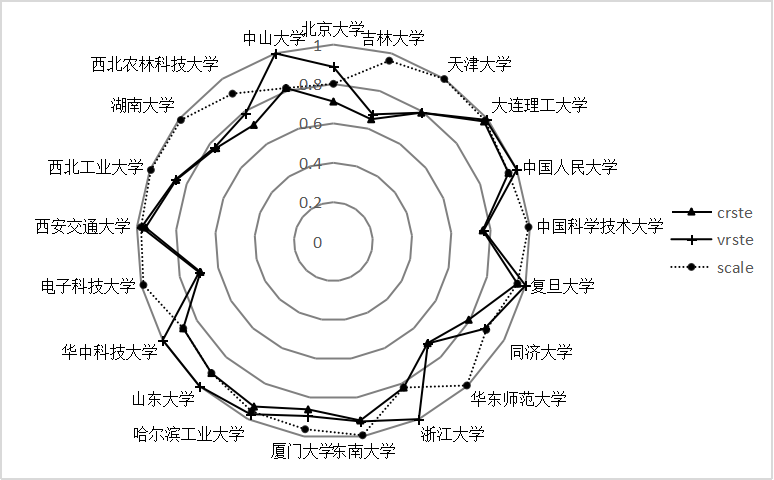 北京大学
吉林大学
天津大学
大连理工大学
中国人民大学
中国科学技术大学
复旦大学
同济大学
华东师范大学
浙江大学
东南大学
厦门大学
哈尔滨工业大学
山东大学
华中科技大学
电子科技大学
西安交通大学
西北工业大学
湖南大学
西北农林科技大学
中山大学
1
0.8
0.6
0.4
0.2
0
crste
vrste
scale